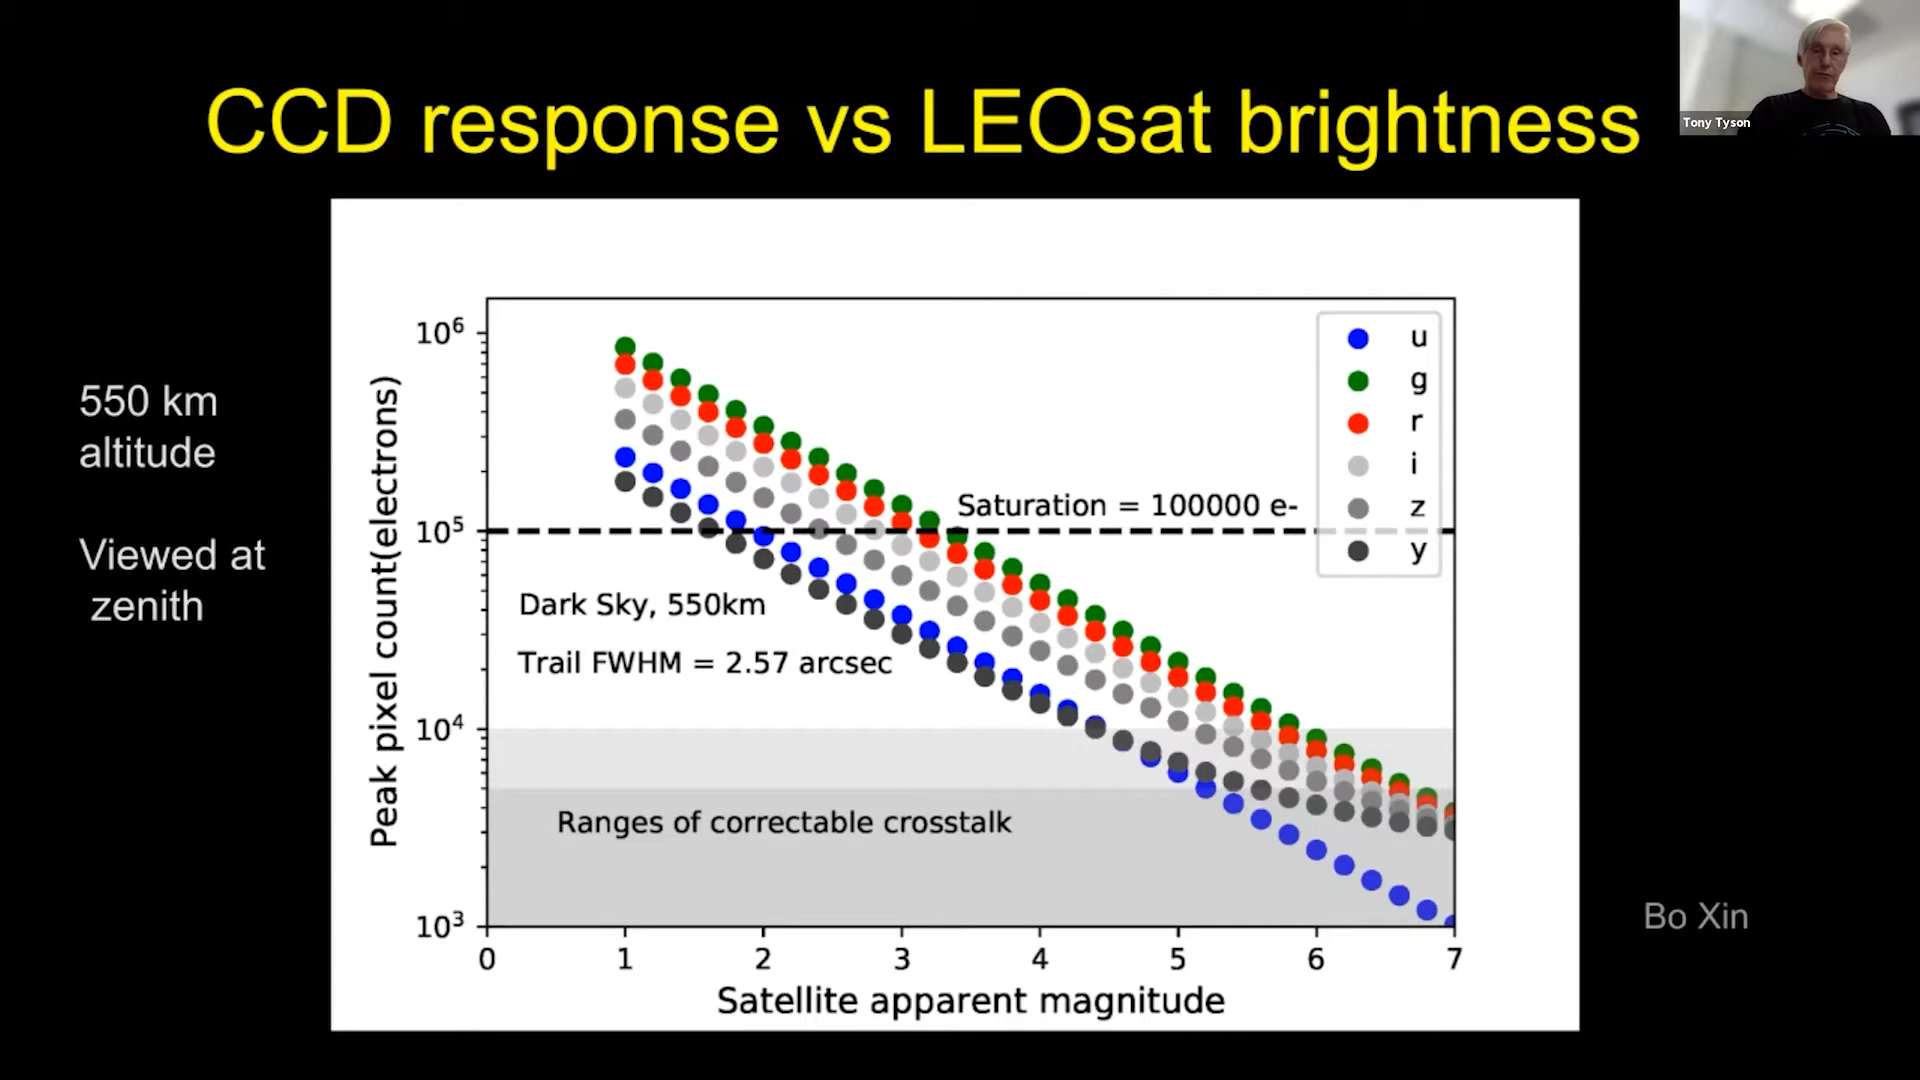 Tony Tyson
CCD response vs LEOsat brightness
550 km
altitude
Viewed at
zenith
Peak pixel count(electrons)
10⁶
10⁵
10⁴
10³
u
g
r
i
z
y
Saturation = 100000 e-
Dark Sky, 550km
Trail FWHM = 2.57 arcsec
Ranges of correctable crosstalk
0 1 2 3 4 5 6 7
Satellite apparent magnitude
Bo Xin